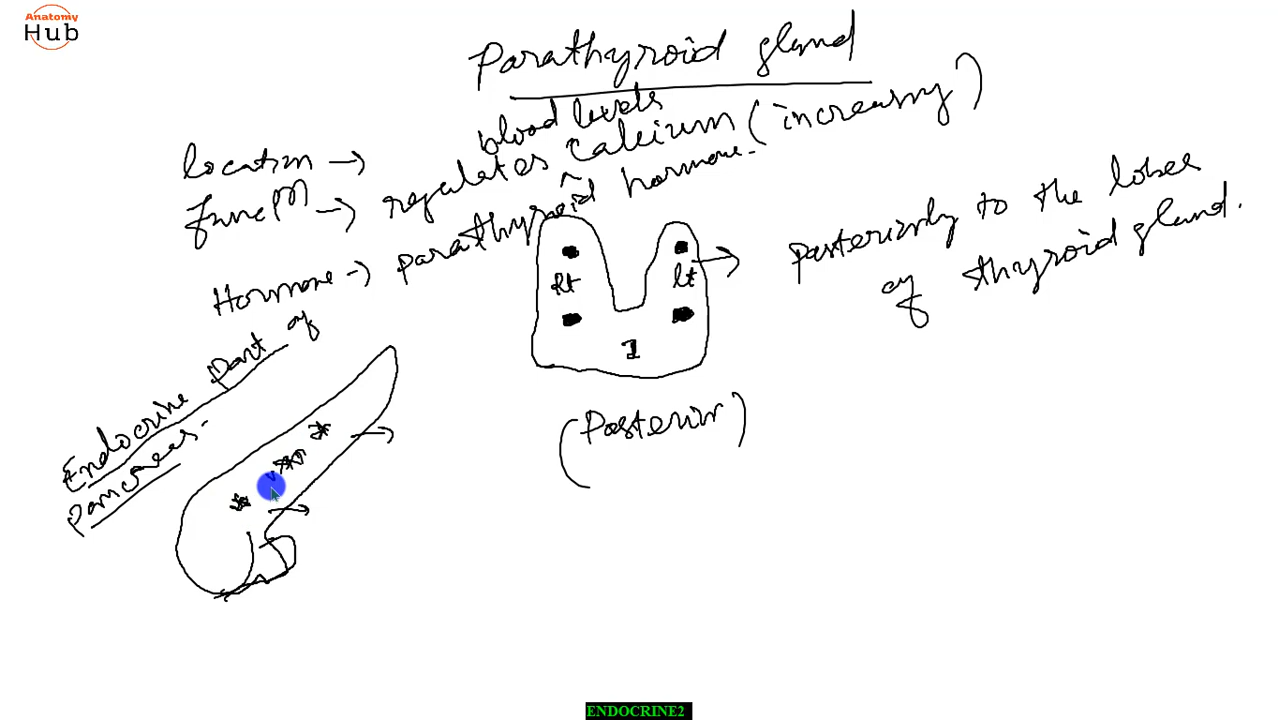 Anatomy
Hub
Parathyroid gland
blood levels
location →
funcn → regulates calcium (increasing)
^
Hormone → parathyroid hormone.
Rt
lt
I
(Posterior)
posteriorly to the lobes
of thyroid gland.
Endocrine part of
pancreas.
ENDOCRINE2